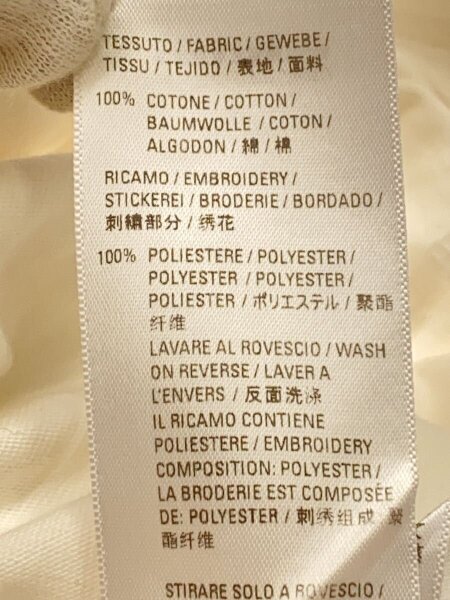 TESSUTO / FABRIC / GEWEBE /
TISSU / TEJIDO / 表地 / 面料
100% COTONE / COTTON /
BAUMWOLLE / COTON /
ALGODON / 綿 / 棉
RICAMO / EMBROIDERY /
STICKEREI / BRODERIE / BORDADO /
刺繍部分 / 绣花
100% POLIESTERE / POLYESTER /
POLYESTER / POLYESTER /
POLIESTER / ポリエステル / 聚酯
纤维
LAVARE AL ROVESCIO / WASH
ON REVERSE / LAVER A
L'ENVERS / 反面洗涤
IL RICAMO CONTIENE
POLIESTERE / EMBROIDERY
COMPOSITION: POLYESTER /
LA BRODERIE EST COMPOSÉE
DE: POLYESTER / 刺绣组成 聚
酯纤维
STIRARE SOLO A ROVESCIO /